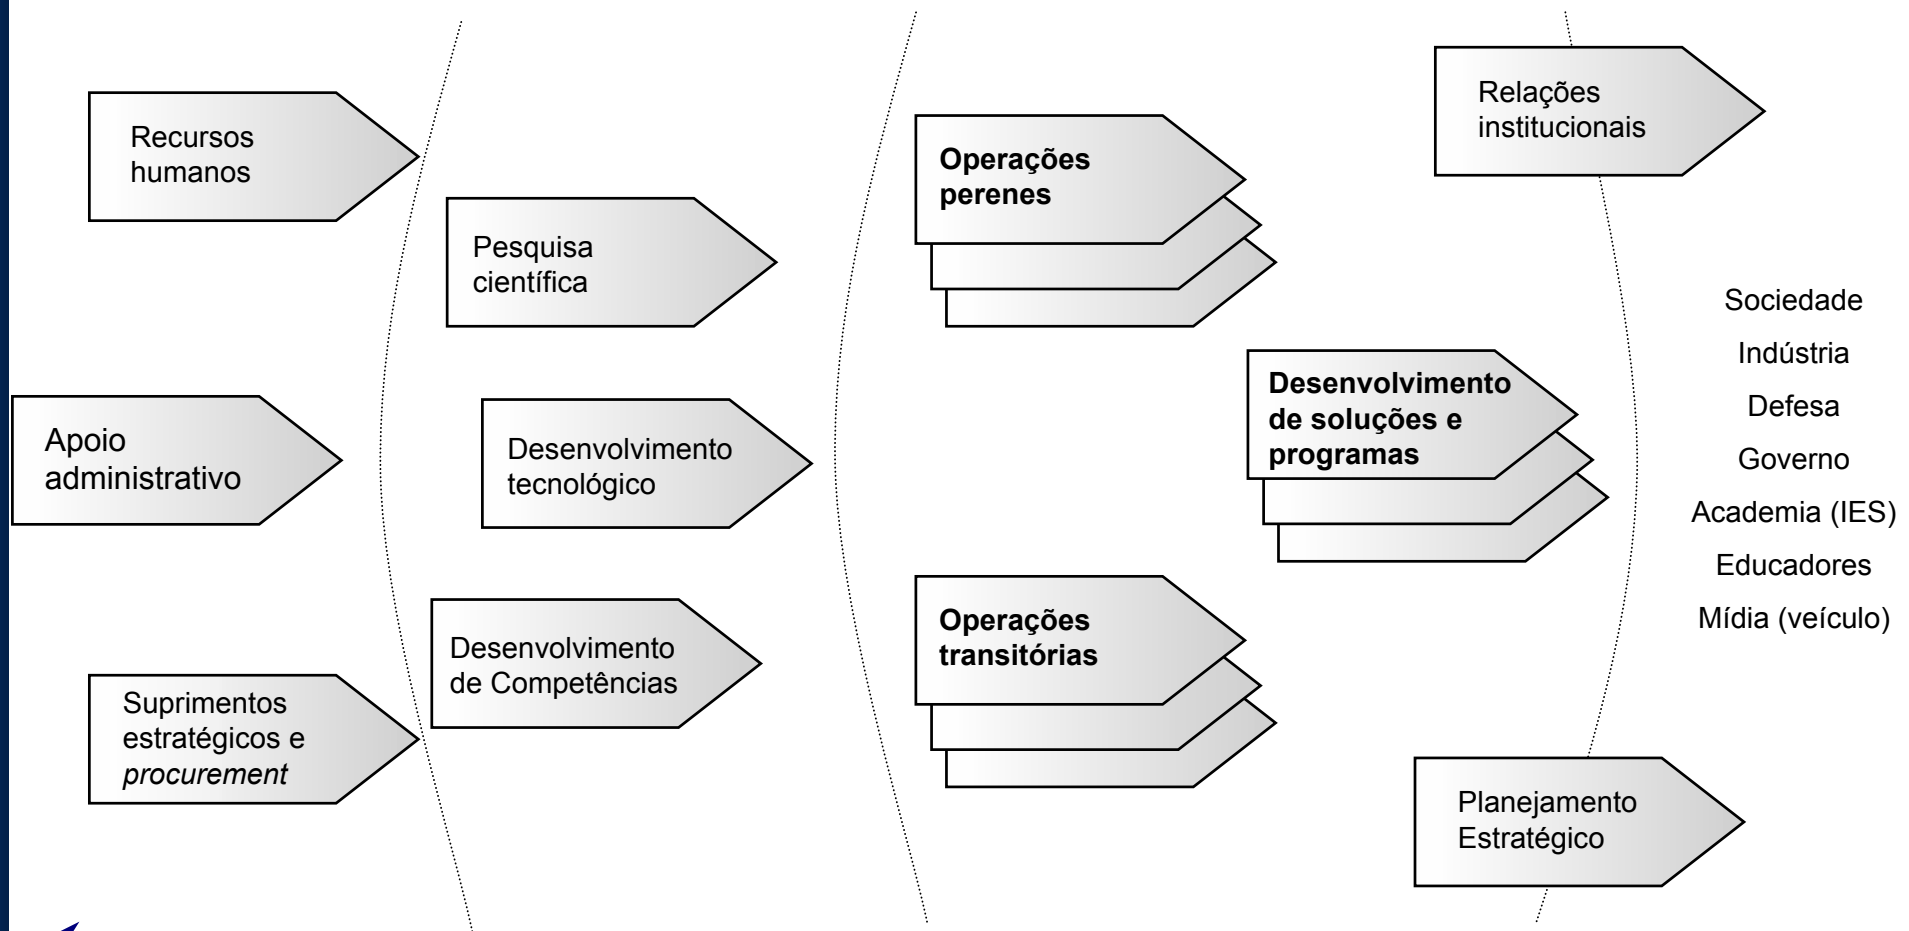 Recursos
humanos
Apoio
administrativo
Suprimentos
estratégicos e
procurement
Pesquisa
científica
Desenvolvimento
tecnológico
Desenvolvimento
de Competências
Operações
perenes
Desenvolvimento
de soluções e
programas
Operações
transitórias
Relações
institucionais
Planejamento
Estratégico
Sociedade
Indústria
Defesa
Governo
Academia (IES)
Educadores
Mídia (veículo)